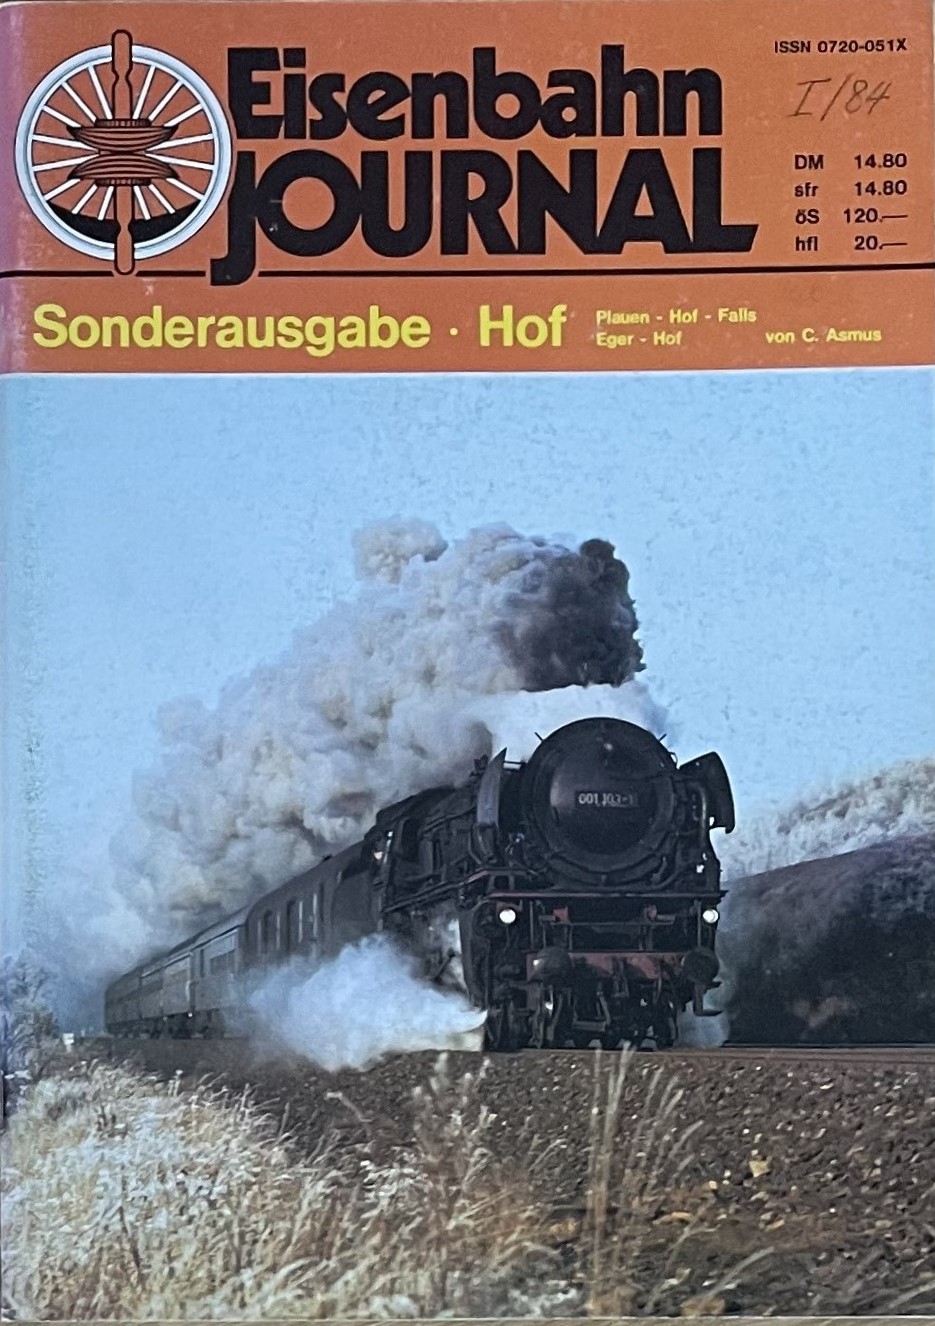 Eisenbahn
JOURNAL
ISSN 0720-051X
I/84
DM 14.80
sfr 14.80
öS 120.—
hfl 20.—
Sonderausgabe · Hof
Plauen - Hof - Falls
Eger - Hof
von C. Asmus
001 103-1